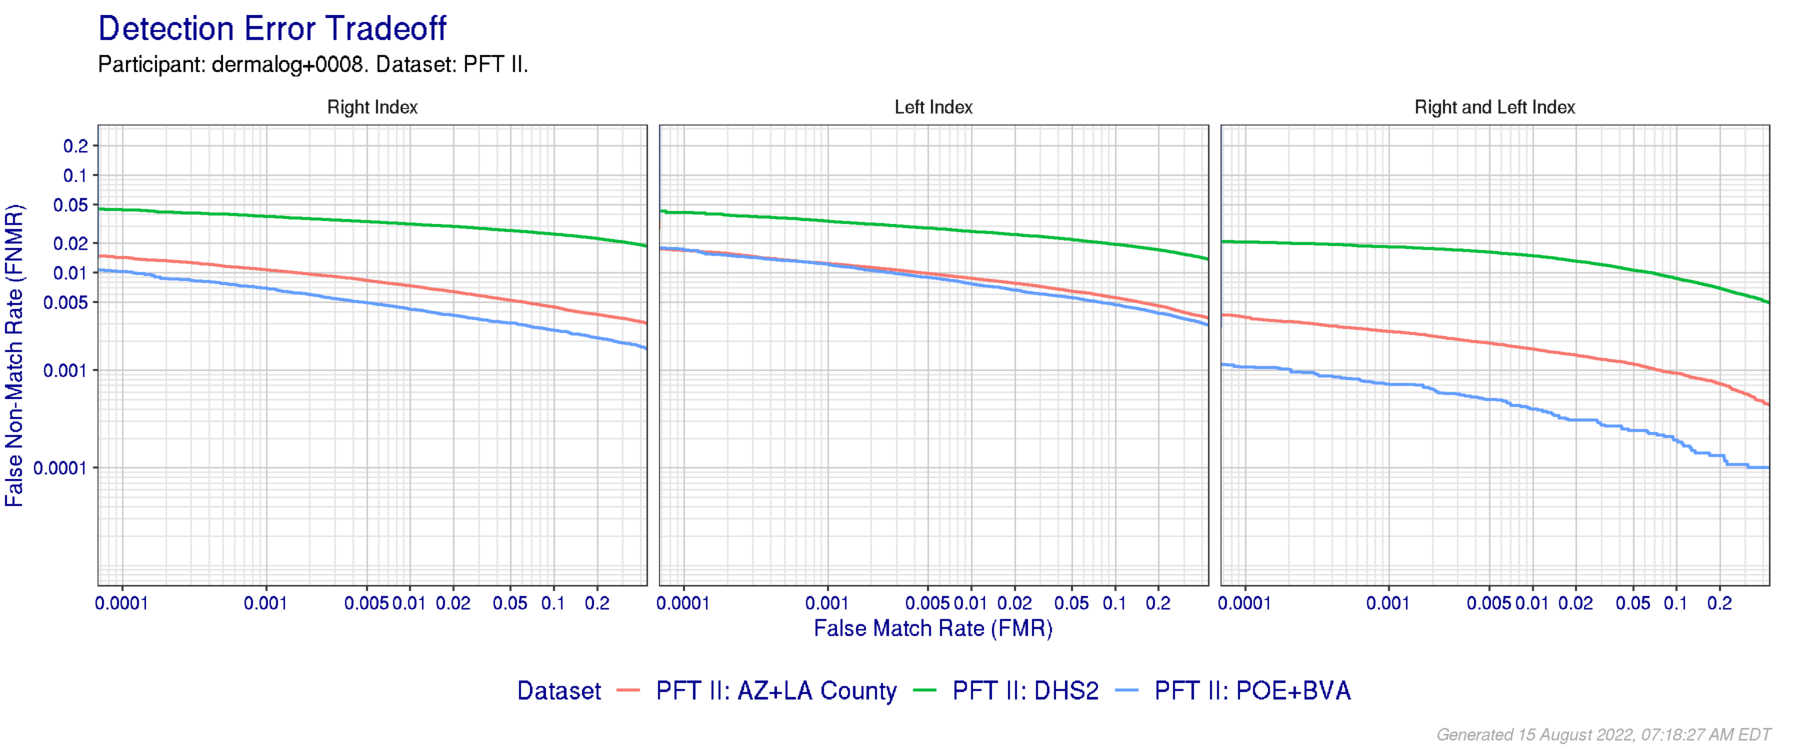 Detection Error Tradeoff
Participant: dermalog+0008. Dataset: PFT II.
Right Index
Left Index
Right and Left Index
False Non-Match Rate (FNMR)
0.2
0.1
0.05
0.02
0.01
0.005
0.001
0.0001
0.0001 0.001 0.005 0.01 0.02 0.05 0.1 0.2
0.0001 0.001 0.005 0.01 0.02 0.05 0.1 0.2
0.0001 0.001 0.005 0.01 0.02 0.05 0.1 0.2
False Match Rate (FMR)
Dataset PFT II: AZ+LA County PFT II: DHS2 PFT II: POE+BVA
Generated 15 August 2022, 07:18:27 AM EDT